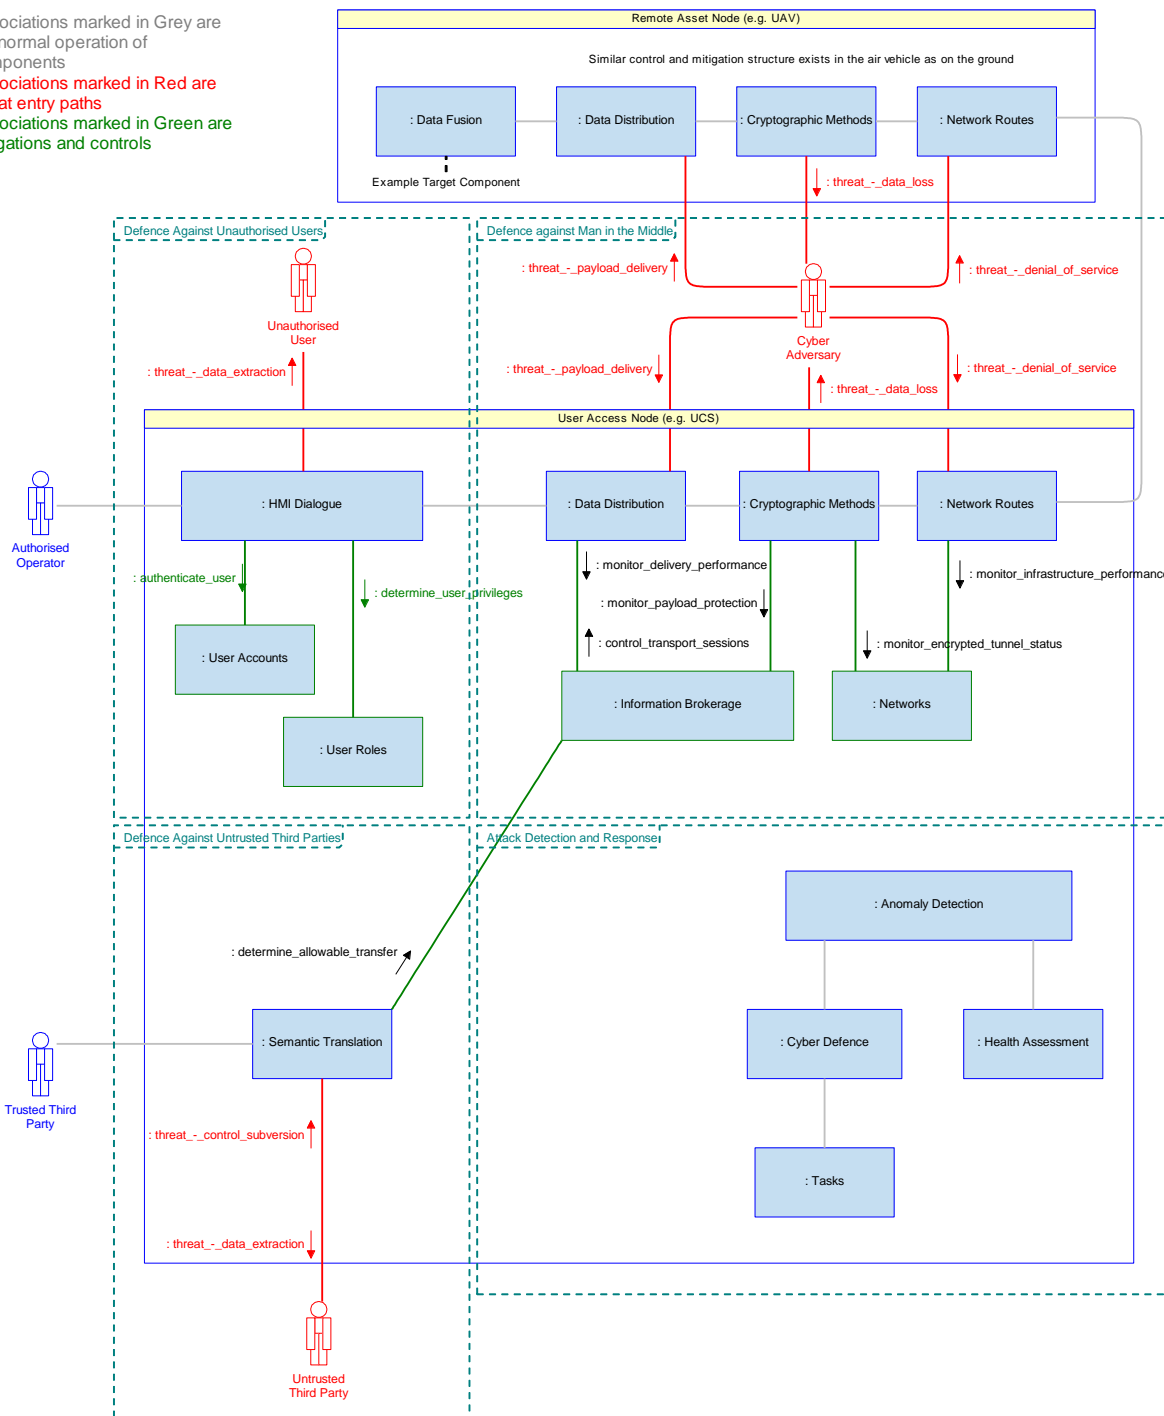 ociations marked in Grey are
normal operation of
ponents
ociations marked in Red are
at entry paths
ociations marked in Green are
gations and controls
Remote Asset Node (e.g. UAV)
Similar control and mitigation structure exists in the air vehicle as on the ground
: Data Fusion
: Data Distribution
: Cryptographic Methods
: Network Routes
Example Target Component
: threat_-_data_loss
Defence Against Unauthorised Users
Defence against Man in the Middle
: threat_-_payload_delivery
: threat_-_denial_of_service
Unauthorised
User
Cyber
Adversary
: threat_-_data_extraction
: threat_-_payload_delivery
: threat_-_denial_of_service
: threat_-_data_loss
User Access Node (e.g. UCS)
: HMI Dialogue
: Data Distribution
: Cryptographic Methods
: Network Routes
Authorised
Operator
: authenticate_user
: determine_user_privileges
: monitor_delivery_performance
: monitor_infrastructure_performance
: monitor_payload_protection
: control_transport_sessions
: monitor_encrypted_tunnel_status
: User Accounts
: Information Brokerage
: Networks
: User Roles
Defence Against Untrusted Third Parties
Attack Detection and Response
: Anomaly Detection
: determine_allowable_transfer
: Semantic Translation
: Cyber Defence
: Health Assessment
Trusted Third
Party
: threat_-_control_subversion
: Tasks
: threat_-_data_extraction
Untrusted
Third Party